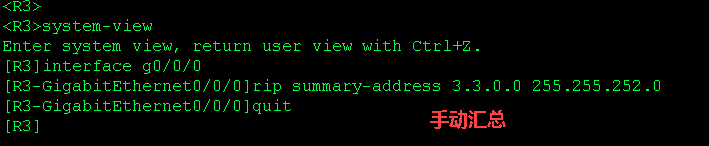 <R3>
<R3>system-view
Enter system view, return user view with Ctrl+Z.
[R3]interface g0/0/0
[R3-GigabitEthernet0/0/0]rip summary-address 3.3.0.0 255.255.252.0
[R3-GigabitEthernet0/0/0]quit
[R3]
手动汇总